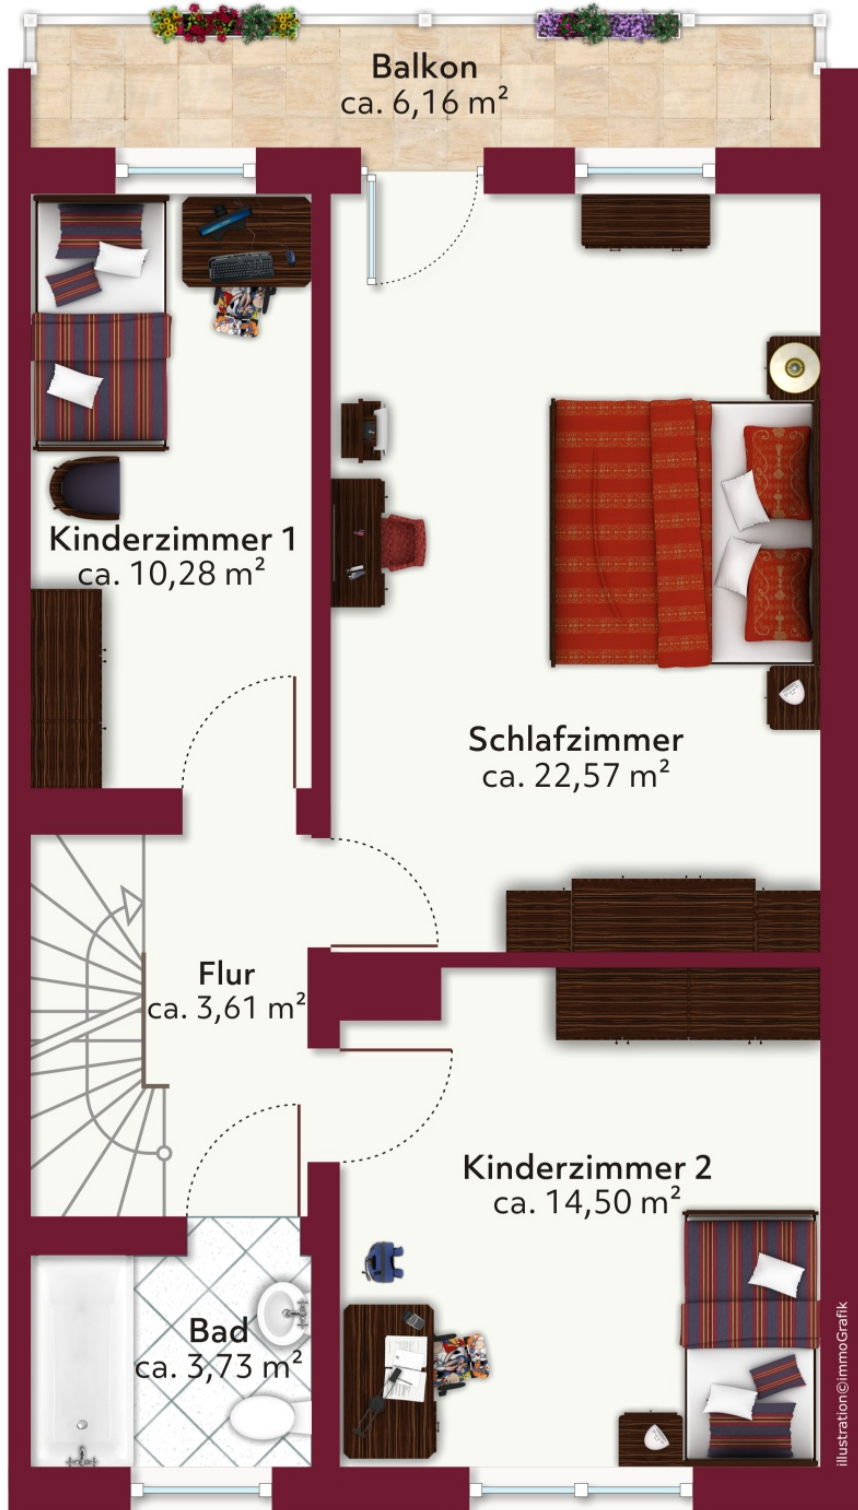 Balkon
ca. 6,16 m²
Kinderzimmer 1
ca. 10,28 m²
Schlafzimmer
ca. 22,57 m²
Flur
ca. 3,61 m²
Kinderzimmer 2
ca. 14,50 m²
Bad
ca. 3,73 m²
illustration©immoGrafik